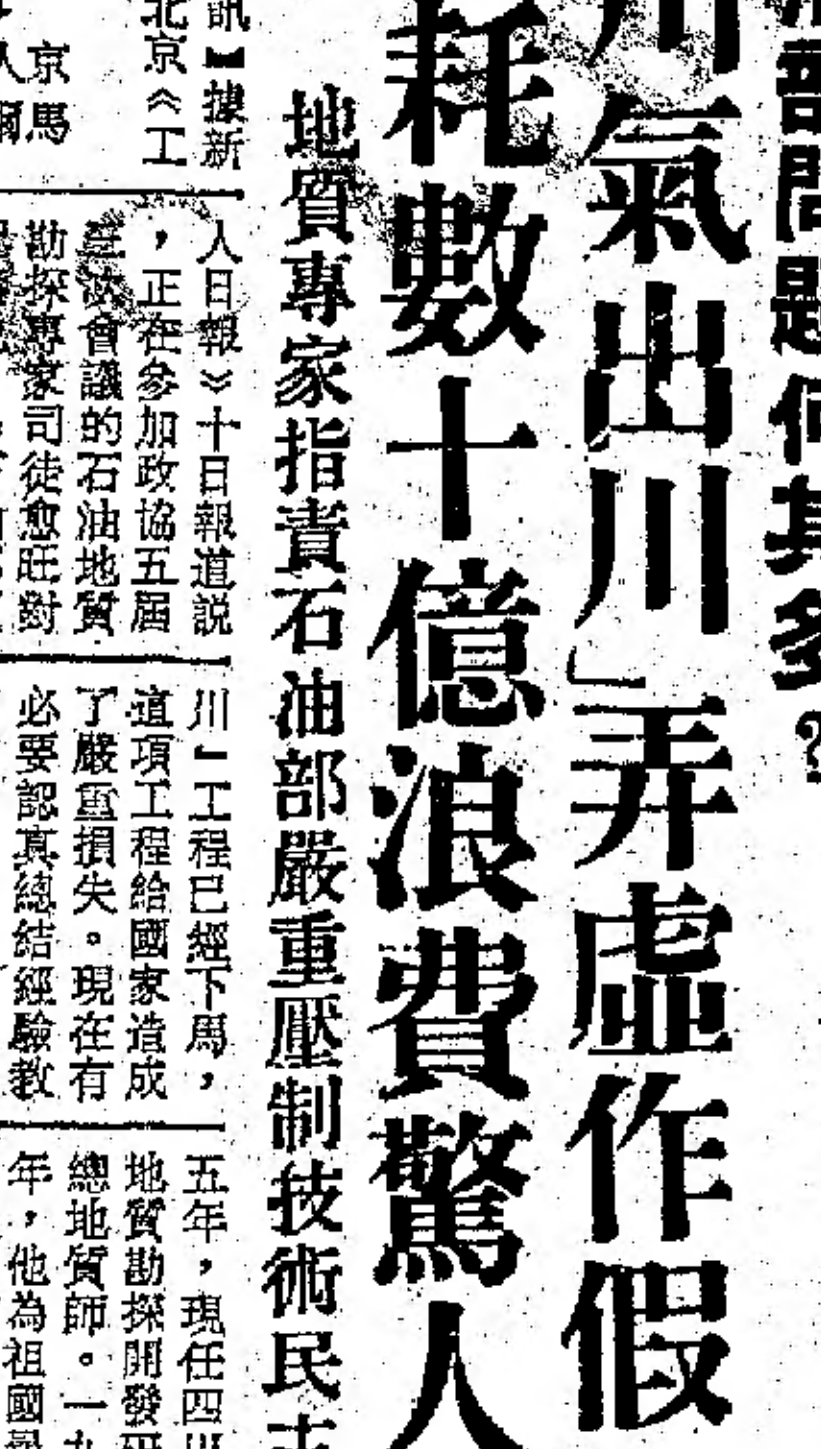 問題何其多?
川氣出川」弄虛作假
耗數十億浪費驚人
地質專家指責石油部嚴重壓制技術民主
訊】據新
北京《工
人日報》十日報道説
，正在參加政協五屆
會議的石油地質
勘探專家司徒愈旺對
川」工程已經下馬，
這項工程給國家造成
了嚴重損失。現在有
必要認真總結經驗教
五年，現任四川
地質勘探開發研
總地質師。一九
年，他為祖國
京馬
人